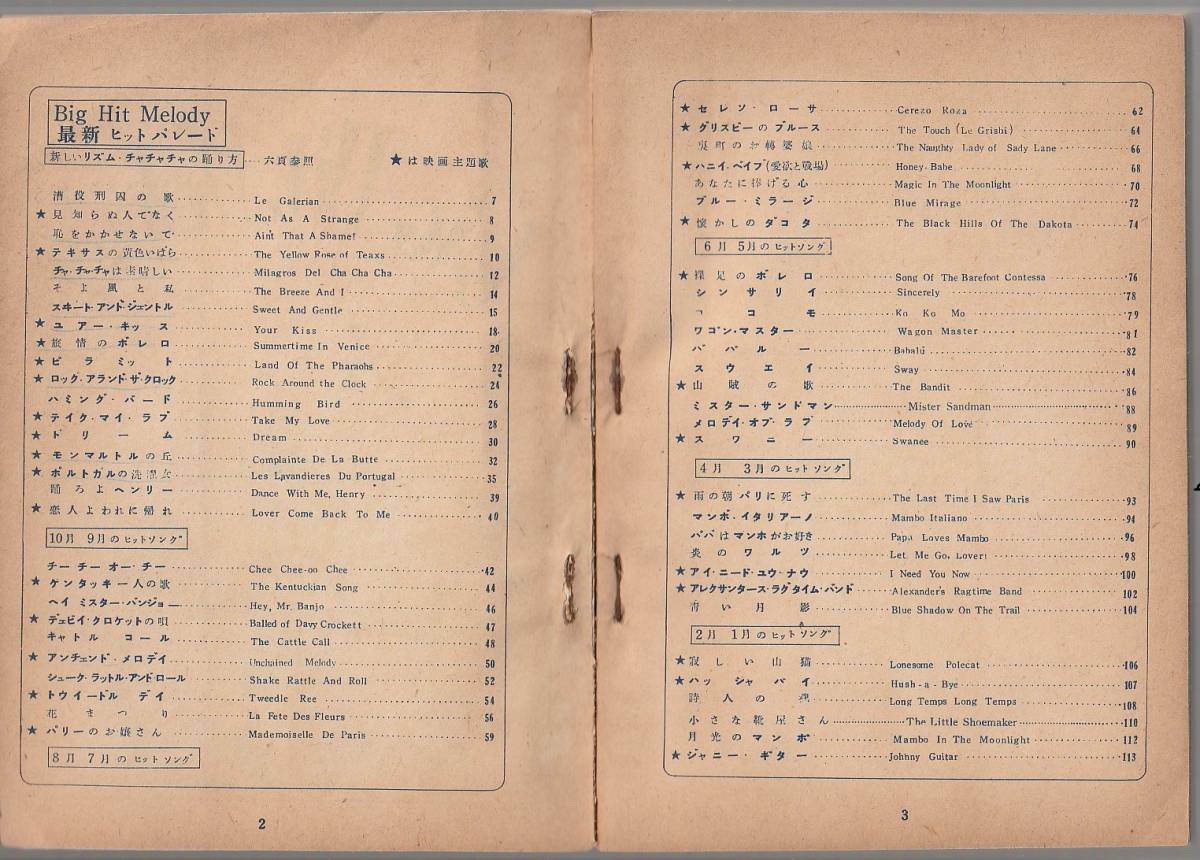 Big Hit Melody
最新 ヒットパレード
新しいリズム・チャチャチャの踊り方……六頁参照 ★は映画主題歌
漕役刑囚の歌 Le Galerian 7
★見知らぬ人でなく Not As A Strange 8
恥をかかせないで Ain't That A Shame! 9
★テキサスの黄色いばら The Yellow Rose of Teaxs 10
チャ・チャ・チャは素晴しい Milagros Del Cha Cha Cha 12
そよ風と私 The Breeze And I 14
スヰート・アンド・ジェントル Sweet And Gentle 15
★ユアー・キッス Your Kiss 18
★旅情のボレロ Summertime In Venice 20
★ピラミット Land Of The Pharaohs 22
★ロック・アランド・ザ・クロック Rock Around the Clock 24
ハミング・バード Humming Bird 26
★テイク・マイ・ラブ Take My Love 28
★ドリーム Dream 30
★モンマルトルの丘 Complainte De La Butte 32
★ポルトガルの洗濯女 Les Lavandieres Du Portugal 35
踊ろよヘンリー Dance With Me, Henry 39
★恋人よわれに帰れ Lover Come Back To Me 40
10月 9月のヒットソング
チー チー オー・チー Chee Chee-oo Chee 42
★ケンタッキー人の歌 The Kentuckian Song 44
ヘイ ミスター・バンジョー Hey, Mr. Banjo 46
★デェビイ・クロケットの唄 Balled of Davy Crockett 47
キャトル コール The Cattle Call 48
★アンチェンド・メロデイ Unchained Melody 50
シェーク・ラットル・アンド・ロール Shake Rattle And Roll 52
★トウイードル デイ Tweedle Ree 54
花まつり La Fete Des Fleurs 56
★パリーのお嬢さん Mademoiselle De Paris 59
8月 7月のヒットソング
2
★セレソ・ローサ Cerezo Roza 62
★グリスビーのブルース The Touch (Le Grisbi) 64
裏町のお転婆娘 The Naughty Lady of Sady Lane 66
★ハニイ・ベイブ(愛欲と戦場) Honey-Babe 68
あなたに捧げる心 Magic In The Moonlight 70
ブルー・ミラージ Blue Mirage 72
★懐かしのダコタ The Black Hills Of The Dakota 74
6月 5月のヒットソング
★裸足のボレロ Song Of The Barefoot Contessa 76
シンサリイ Sincerely 78
ココモ Ko Ko Mo 79
ワゴン・マスター Wagon Master 81
ババルー Babalú 82
スウエイ Sway 84
★山賊の歌 The Bandit 86
ミスター・サンドマン Mister Sandman 88
メロデイ・オブ・ラブ Melody Of Love 89
★スワニー Swanee 90
4月 3月のヒットソング
★雨の朝パリに死す The Last Time I Saw Paris 93
マンボ・イタリアーノ Mambo Italiano 94
パパはマンボがお好き Papa Loves Mambo 96
炎のワルツ Let Me Go, Lover! 98
★アイ・ニード・ユウ・ナウ I Need You Now 100
★アレクサンタース・ラグタイム・バンド Alexander's Ragtime Band 102
青い月影 Blue Shadow On The Trail 104
2月 1月のヒットソング
★寂しい山猫 Lonesome Polecat 106
★ハッシャバイ Hush-a-Bye 107
詩人の魂 Long Temps Long Temps 108
小さな靴屋さん The Little Shoemaker 110
月光のマンボ Mambo In The Moonlight 112
★ジャニー・ギター Johnny Guitar 113
3